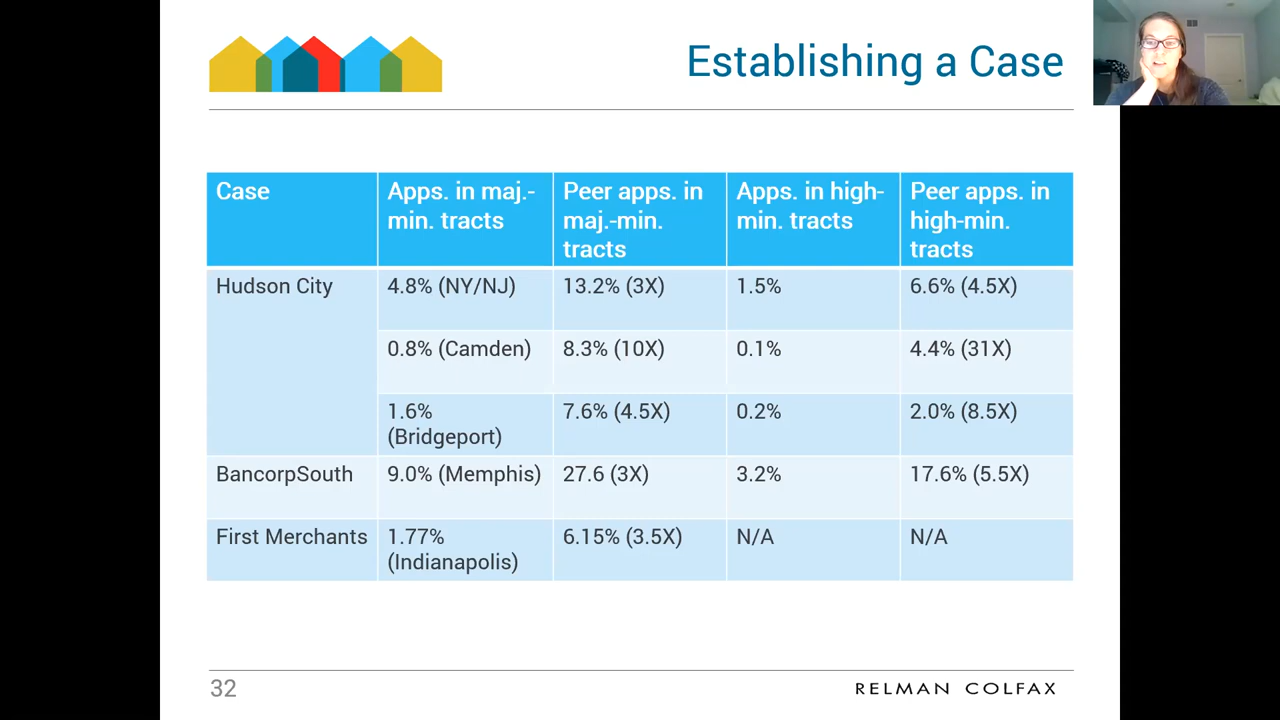 Establishing a Case
Case
Apps. in maj.-
min. tracts
Peer apps. in
maj.-min.
tracts
Apps. in high-
min. tracts
Peer apps. in
high-min.
tracts
Hudson City
4.8% (NY/NJ)
13.2% (3X)
1.5%
6.6% (4.5X)
0.8% (Camden)
8.3% (10X)
0.1%
4.4% (31X)
1.6%
(Bridgeport)
7.6% (4.5X)
0.2%
2.0% (8.5X)
BancorpSouth
9.0% (Memphis)
27.6 (3X)
3.2%
17.6% (5.5X)
First Merchants
1.77%
(Indianapolis)
6.15% (3.5X)
N/A
N/A
32
RELMAN COLFAX